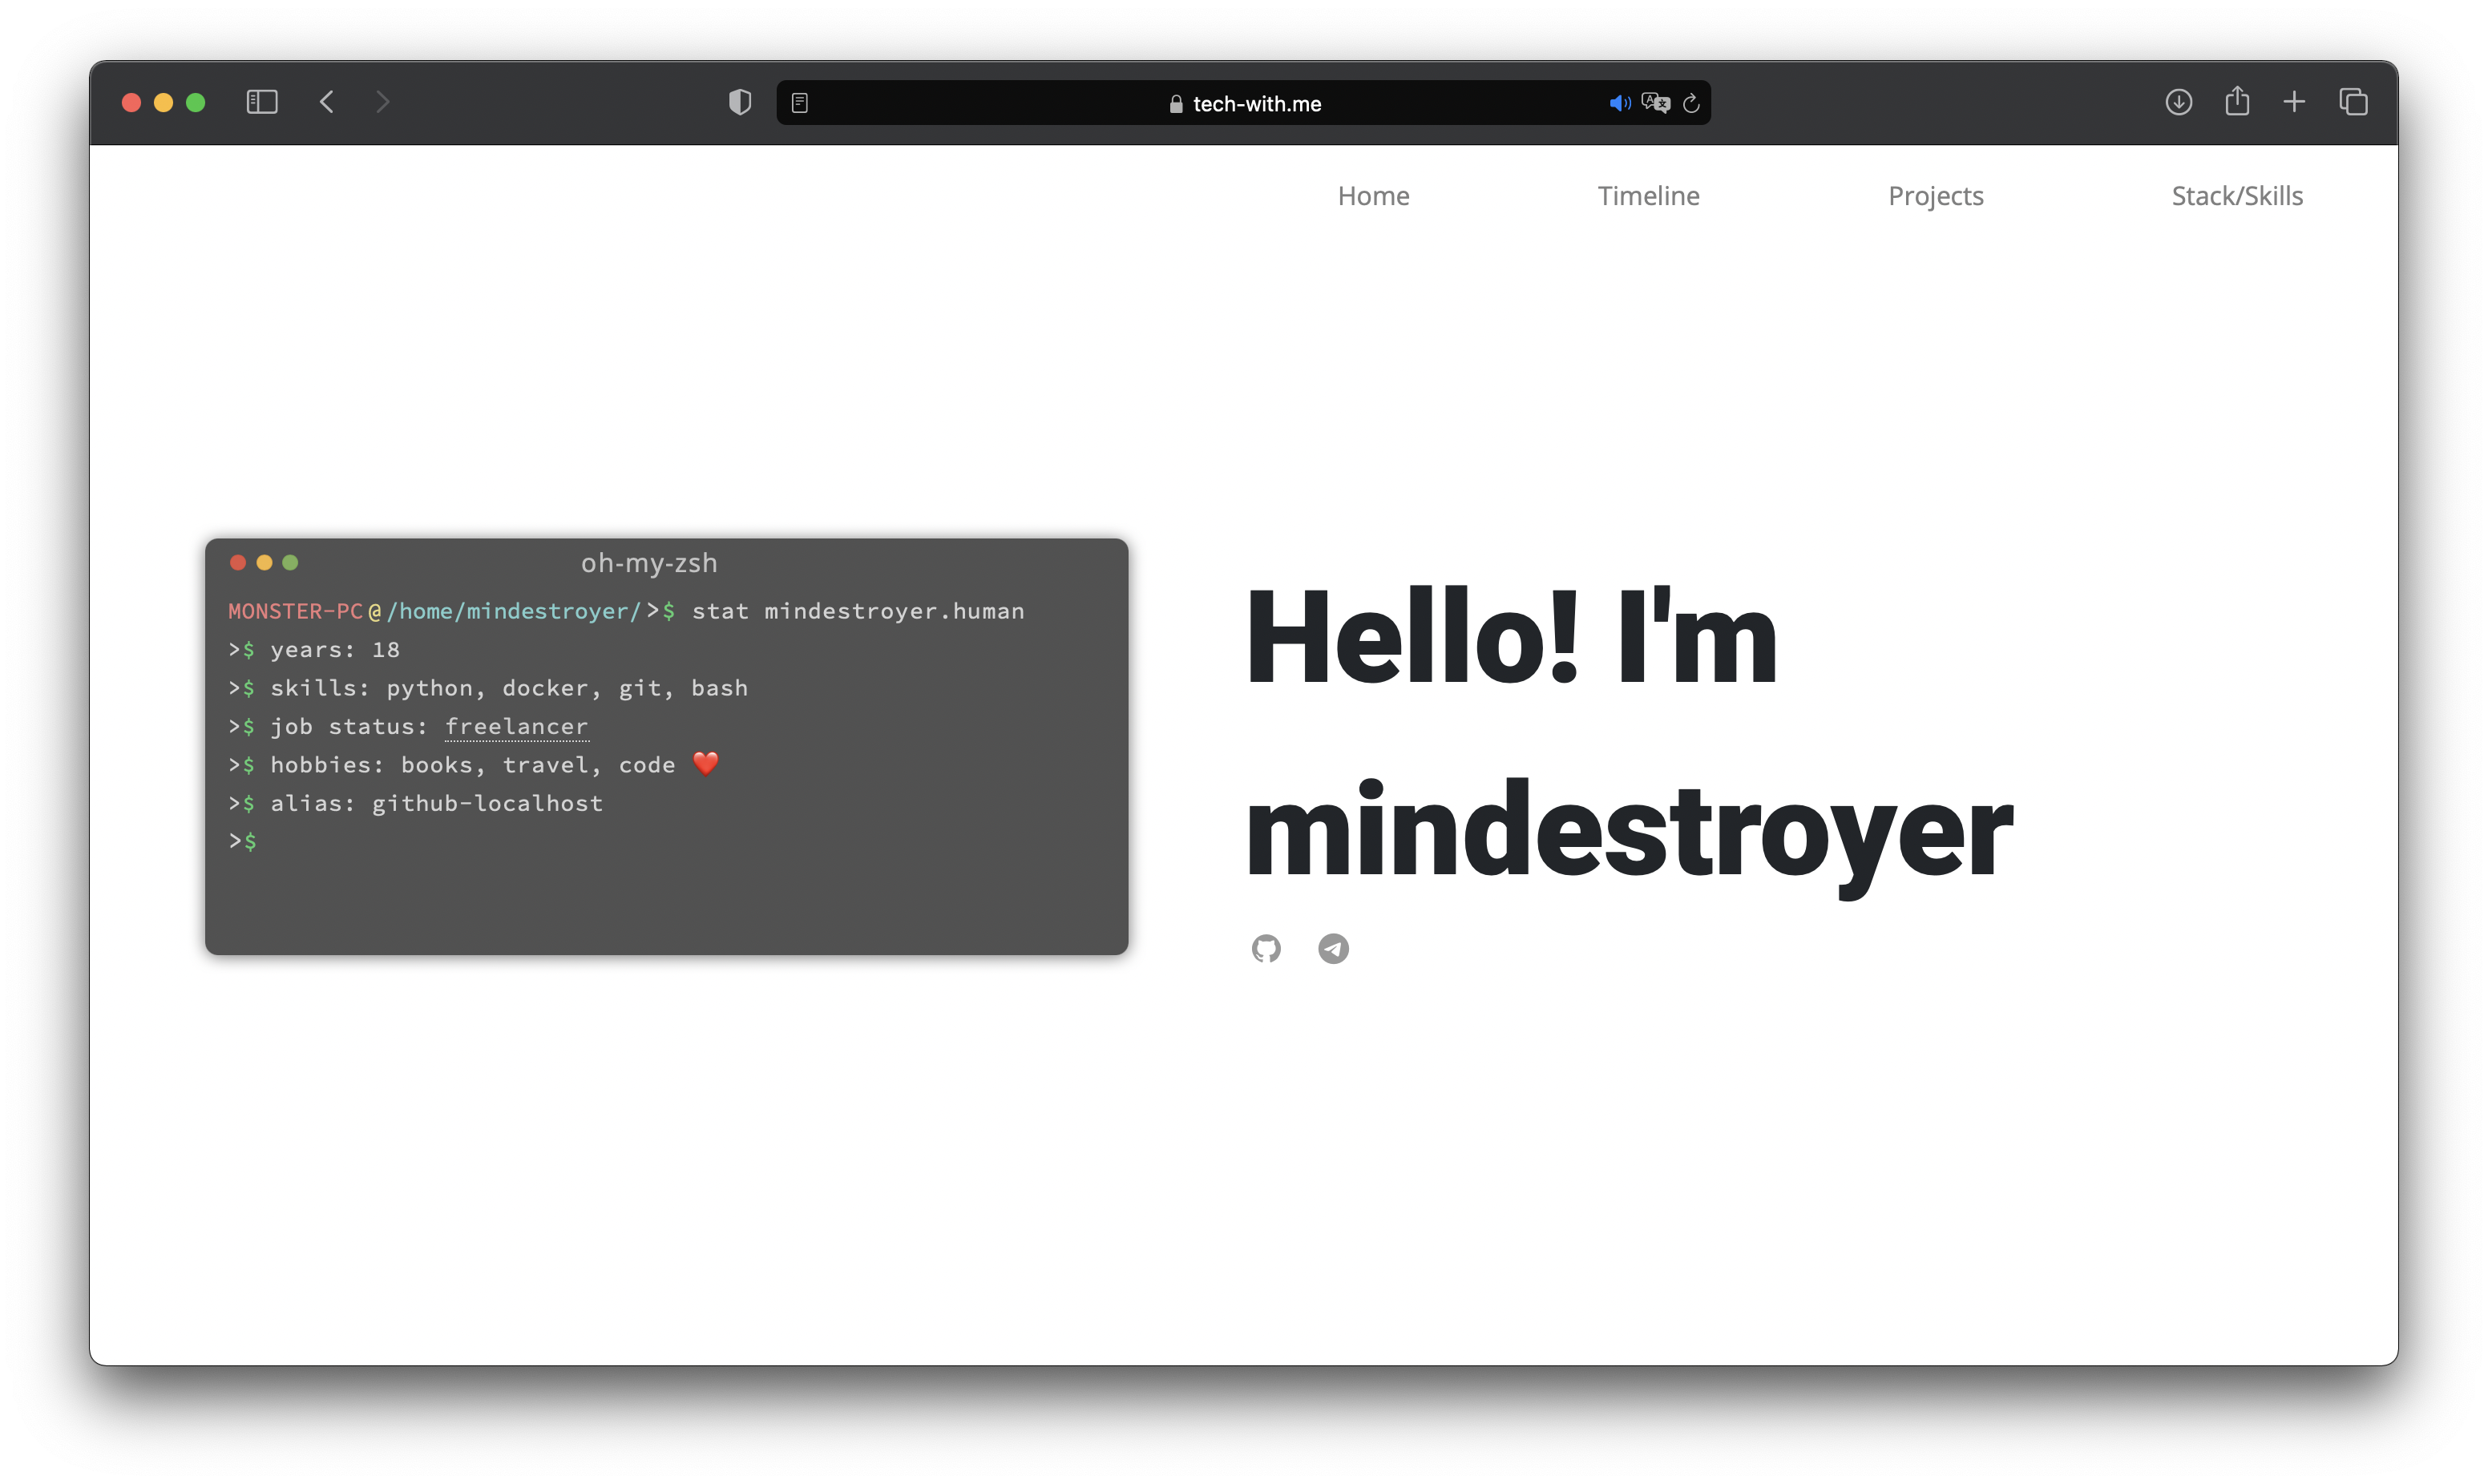 tech-with.me
Home Timeline Projects Stack/Skills
oh-my-zsh
MONSTER-PC@/home/mindestroyer/>$ stat mindestroyer.human
>$ years: 18
>$ skills: python, docker, git, bash
>$ job status: freelancer
>$ hobbies: books, travel, code ❤️
>$ alias: github-localhost
>$
Hello! I'm
mindestroyer